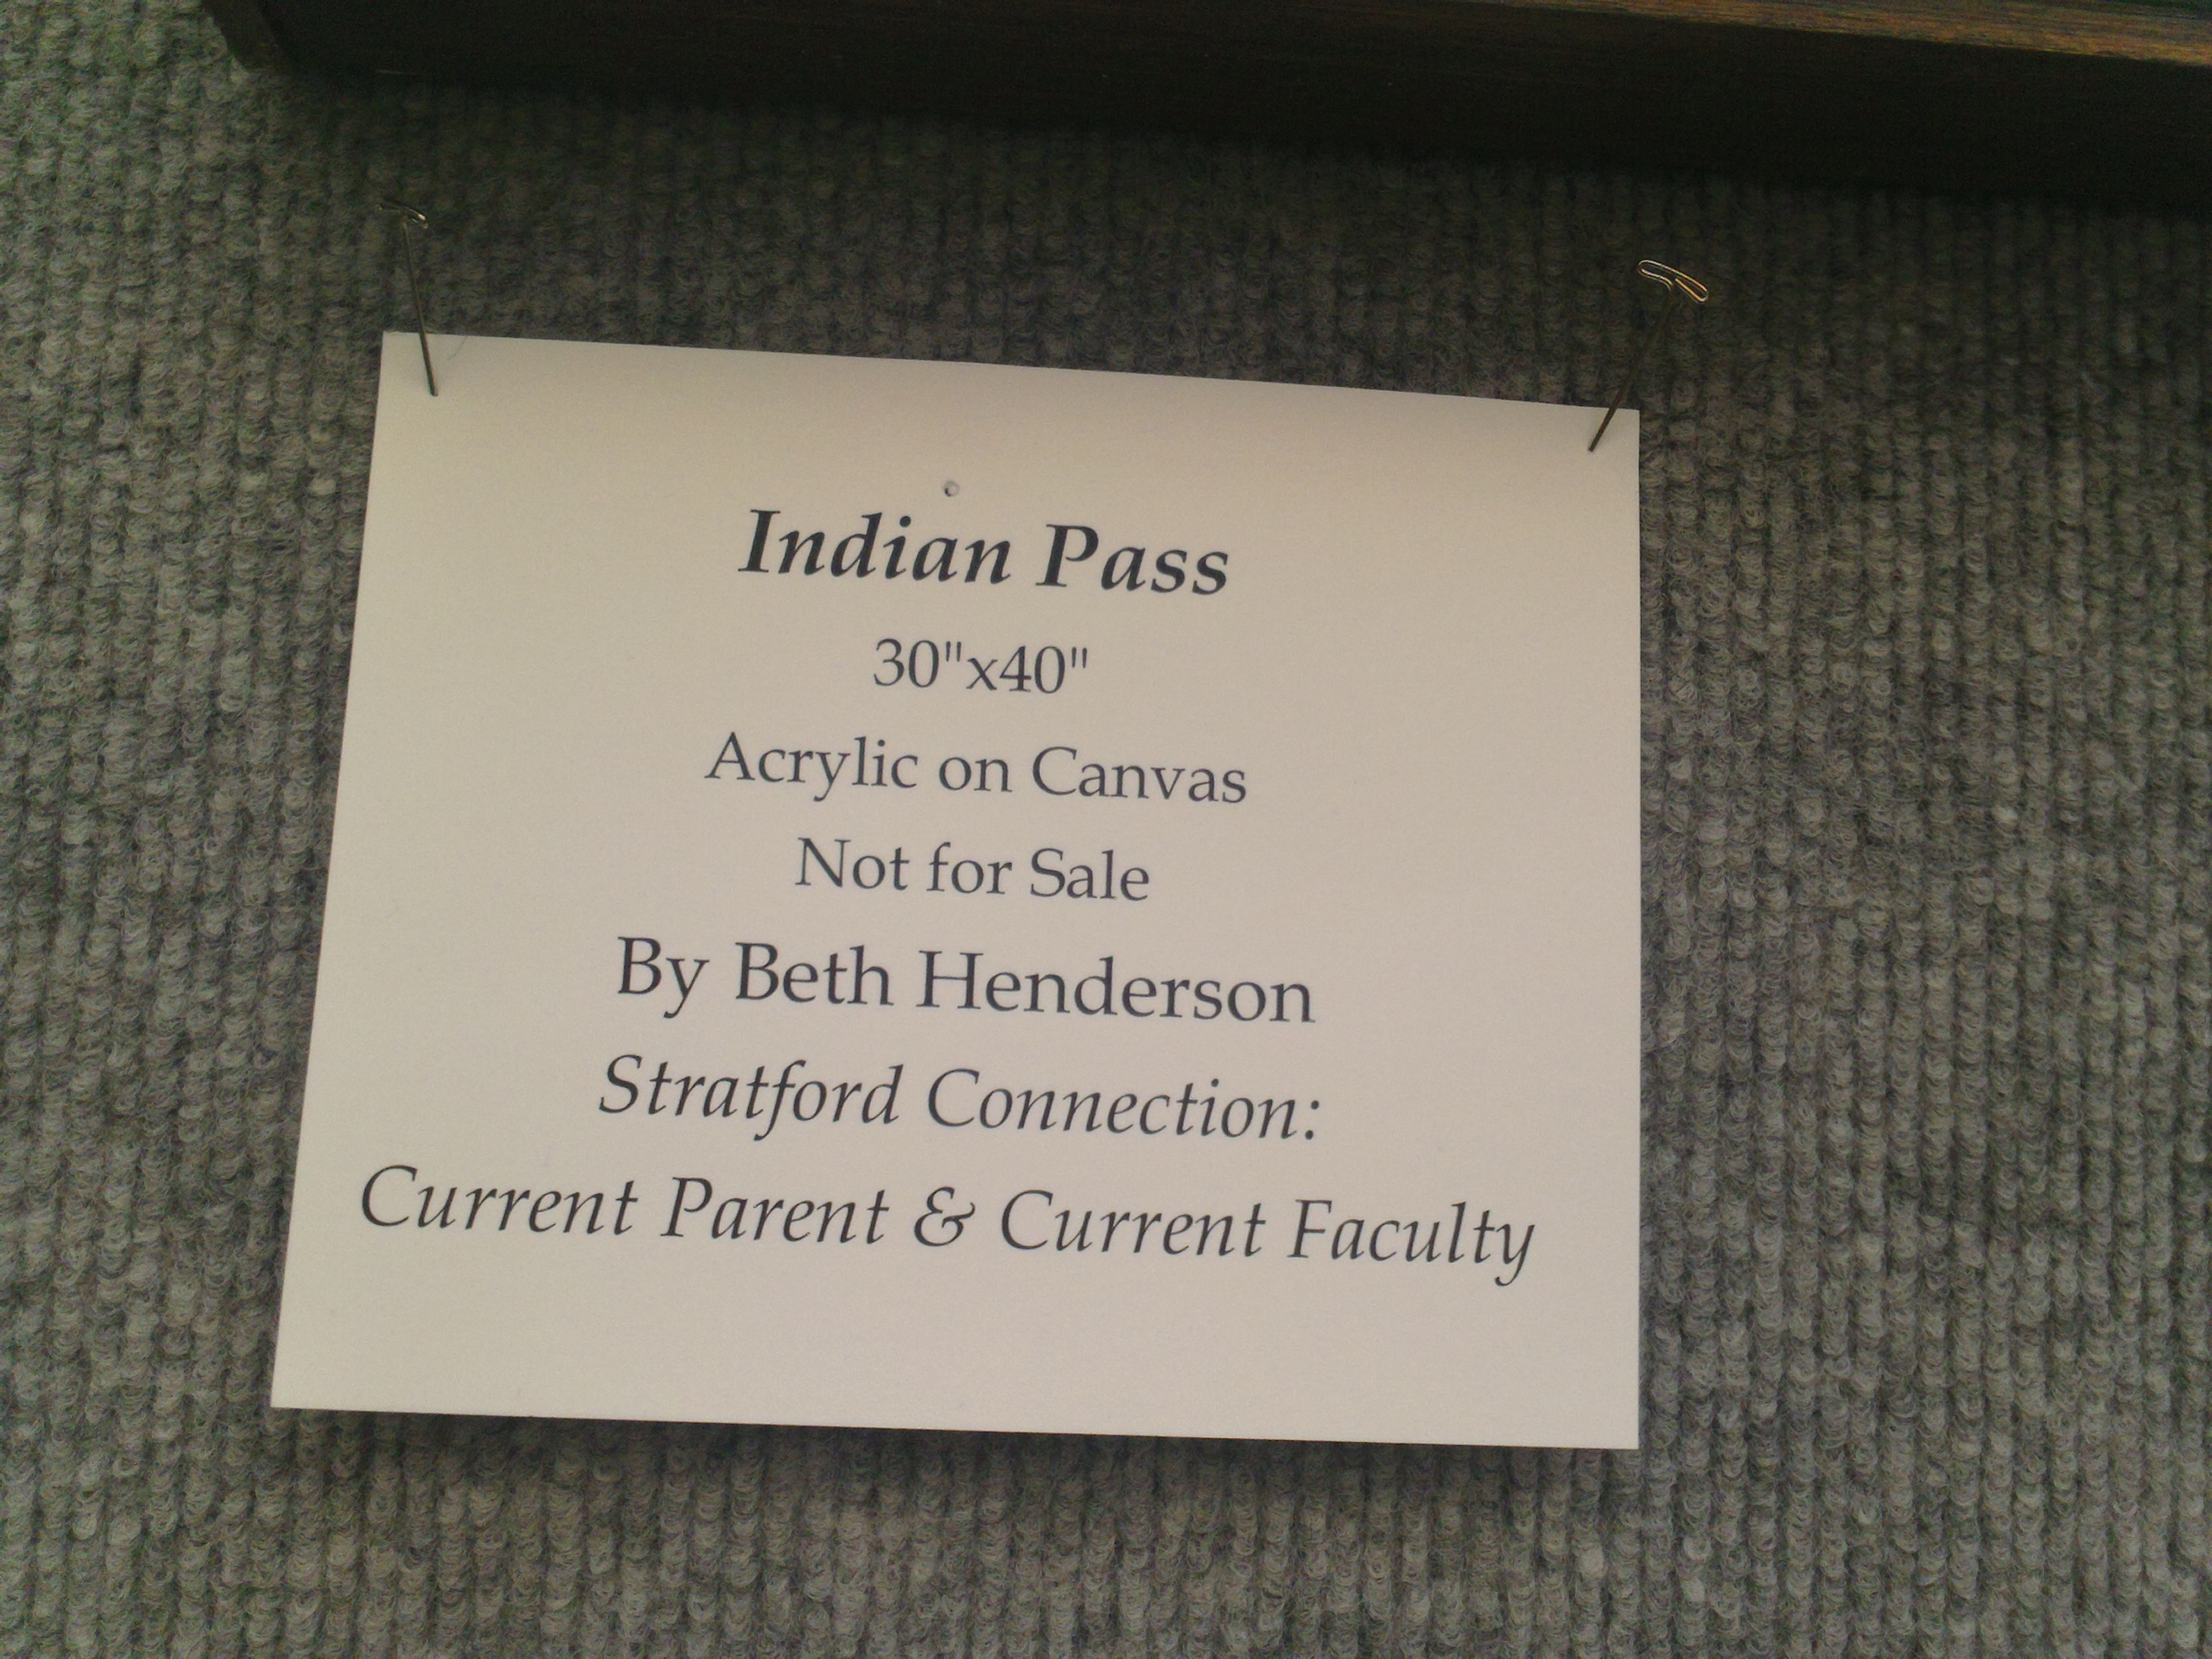 Indian Pass
30"x40"
Acrylic on Canvas
Not for Sale
By Beth Henderson
Stratford Connection:
Current Parent & Current Faculty